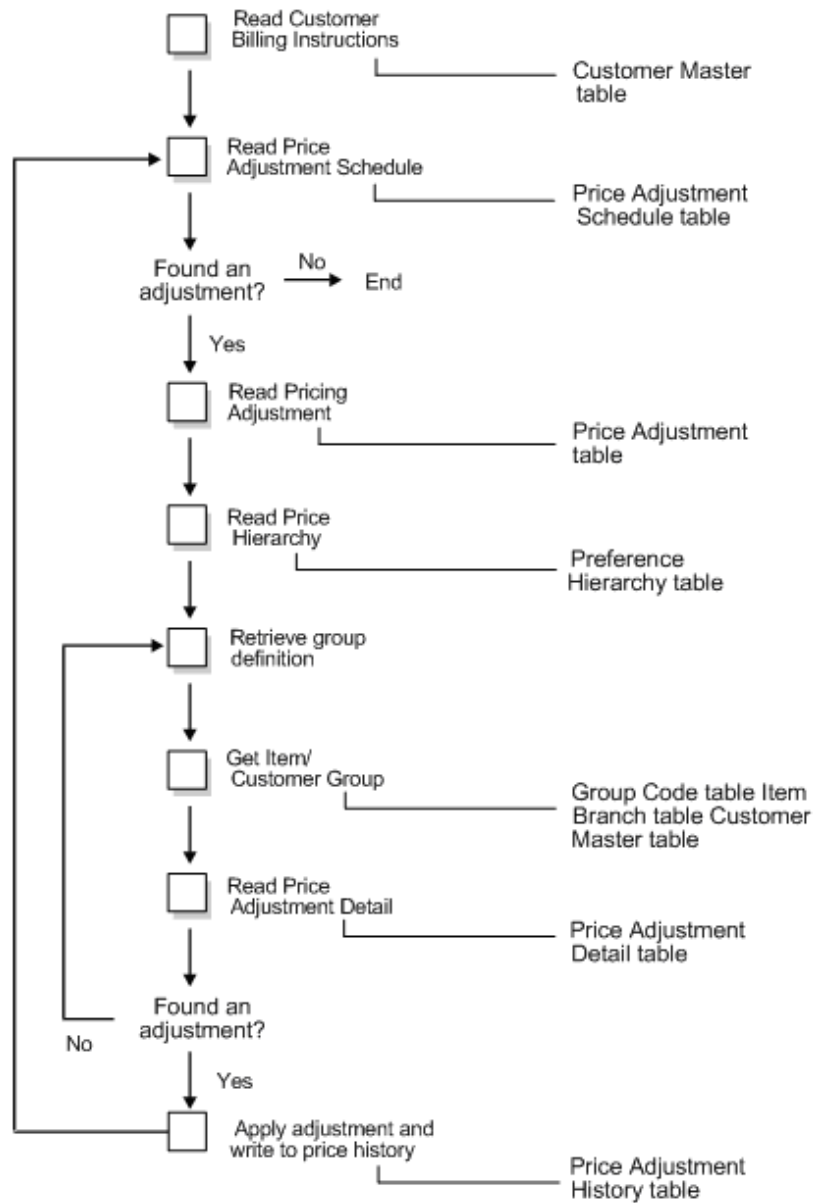 Read Customer
Billing Instructions
Customer Master
table
Read Price
Adjustment Schedule
Price Adjustment
Schedule table
Found an
adjustment?
No
End
Yes
Read Pricing
Adjustment
Price Adjustment
table
Read Price
Hierarchy
Preference
Hierarchy table
Retrieve group
definition
Get Item/
Customer Group
Group Code table Item
Branch table Customer
Master table
Read Price
Adjustment Detail
Price Adjustment
Detail table
Found an
adjustment?
No
Yes
Apply adjustment and
write to price history
Price Adjustment
History table